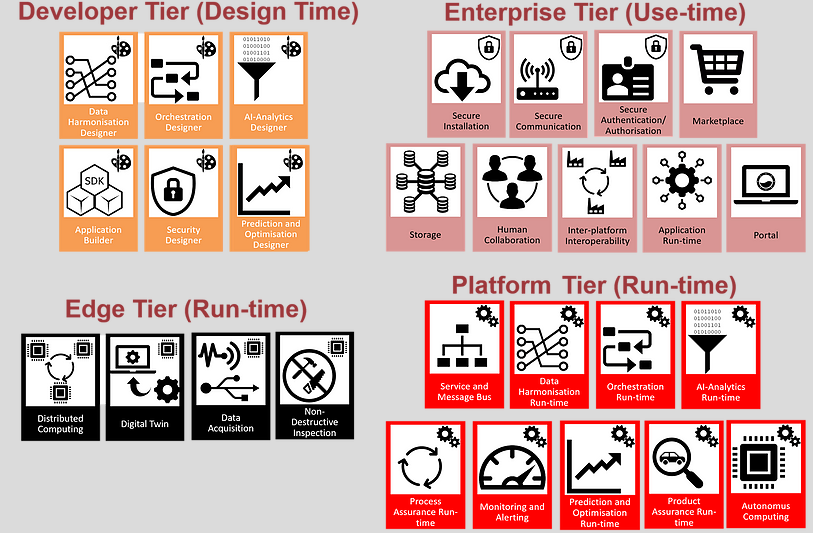 Developer Tier (Design Time)
01011010
01000100
01001101
01010000
Data
Harmonisation
Designer
Orchestration
Designer
AI-Analytics
Designer
SDK
Application
Builder
Security
Designer
Prediction and
Optimisation
Designer
Enterprise Tier (Use-time)
Secure
Installation
Secure
Communication
Secure
Authentication/
Authorisation
Marketplace
Storage
Human
Collaboration
Inter-platform
Interoperability
Application
Run-time
Portal
Edge Tier (Run-time)
Distributed
Computing
Digital Twin
Data
Acquisition
Non-
Destructive
Inspection
Platform Tier (Run-time)
01011010
01000100
01001101
01010000
Service and
Message Bus
Data
Harmonisation
Run-time
Orchestration
Run-time
AI-Analytics
Run-time
Process
Assurance Run-
time
Monitoring and
Alerting
Prediction and
Optimisation
Run-time
Product
Assurance Run-
time
Autonomus
Computing